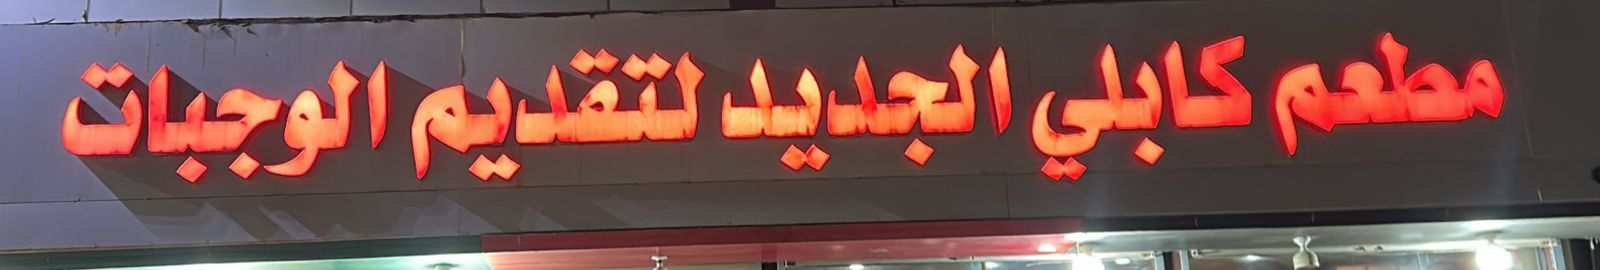 مطعم كابلي الجديد لتقديم الوجبات